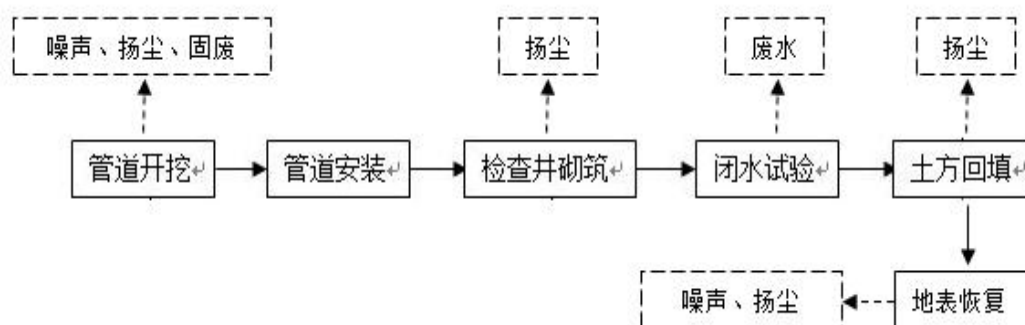 噪声、扬尘、固废
扬尘
废水
扬尘
管道开挖
管道安装
检查井砌筑
闭水试验
土方回填
噪声、扬尘
地表恢复